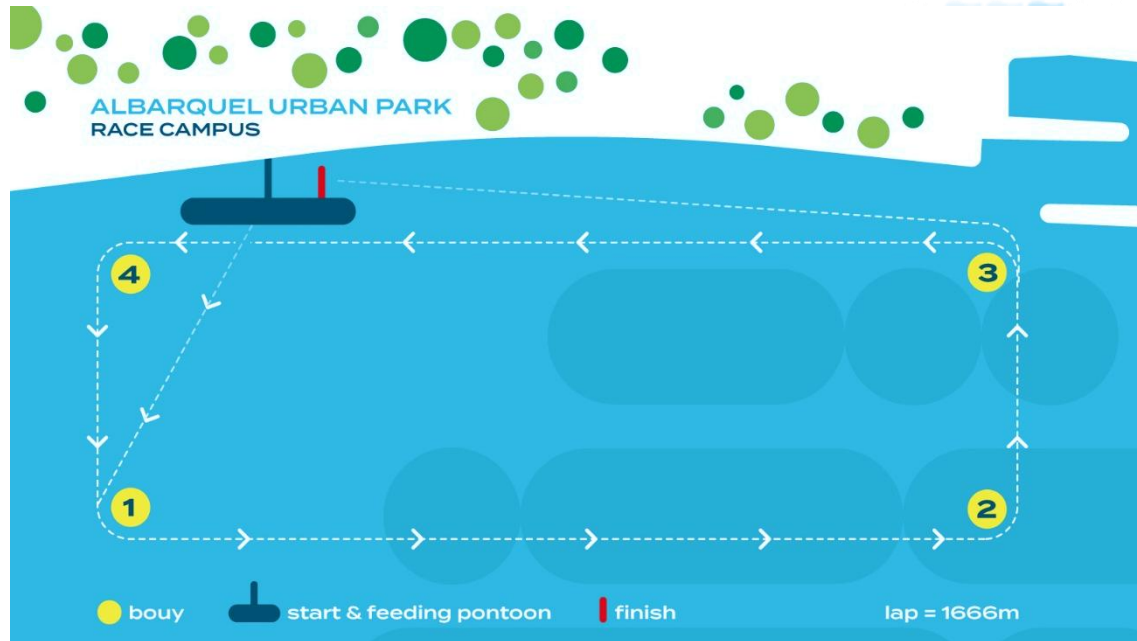 ALBARQUEL URBAN PARK
RACE CAMPUS
4
3
1
2
bouy
start & feeding pontoon
finish
lap = 1666m